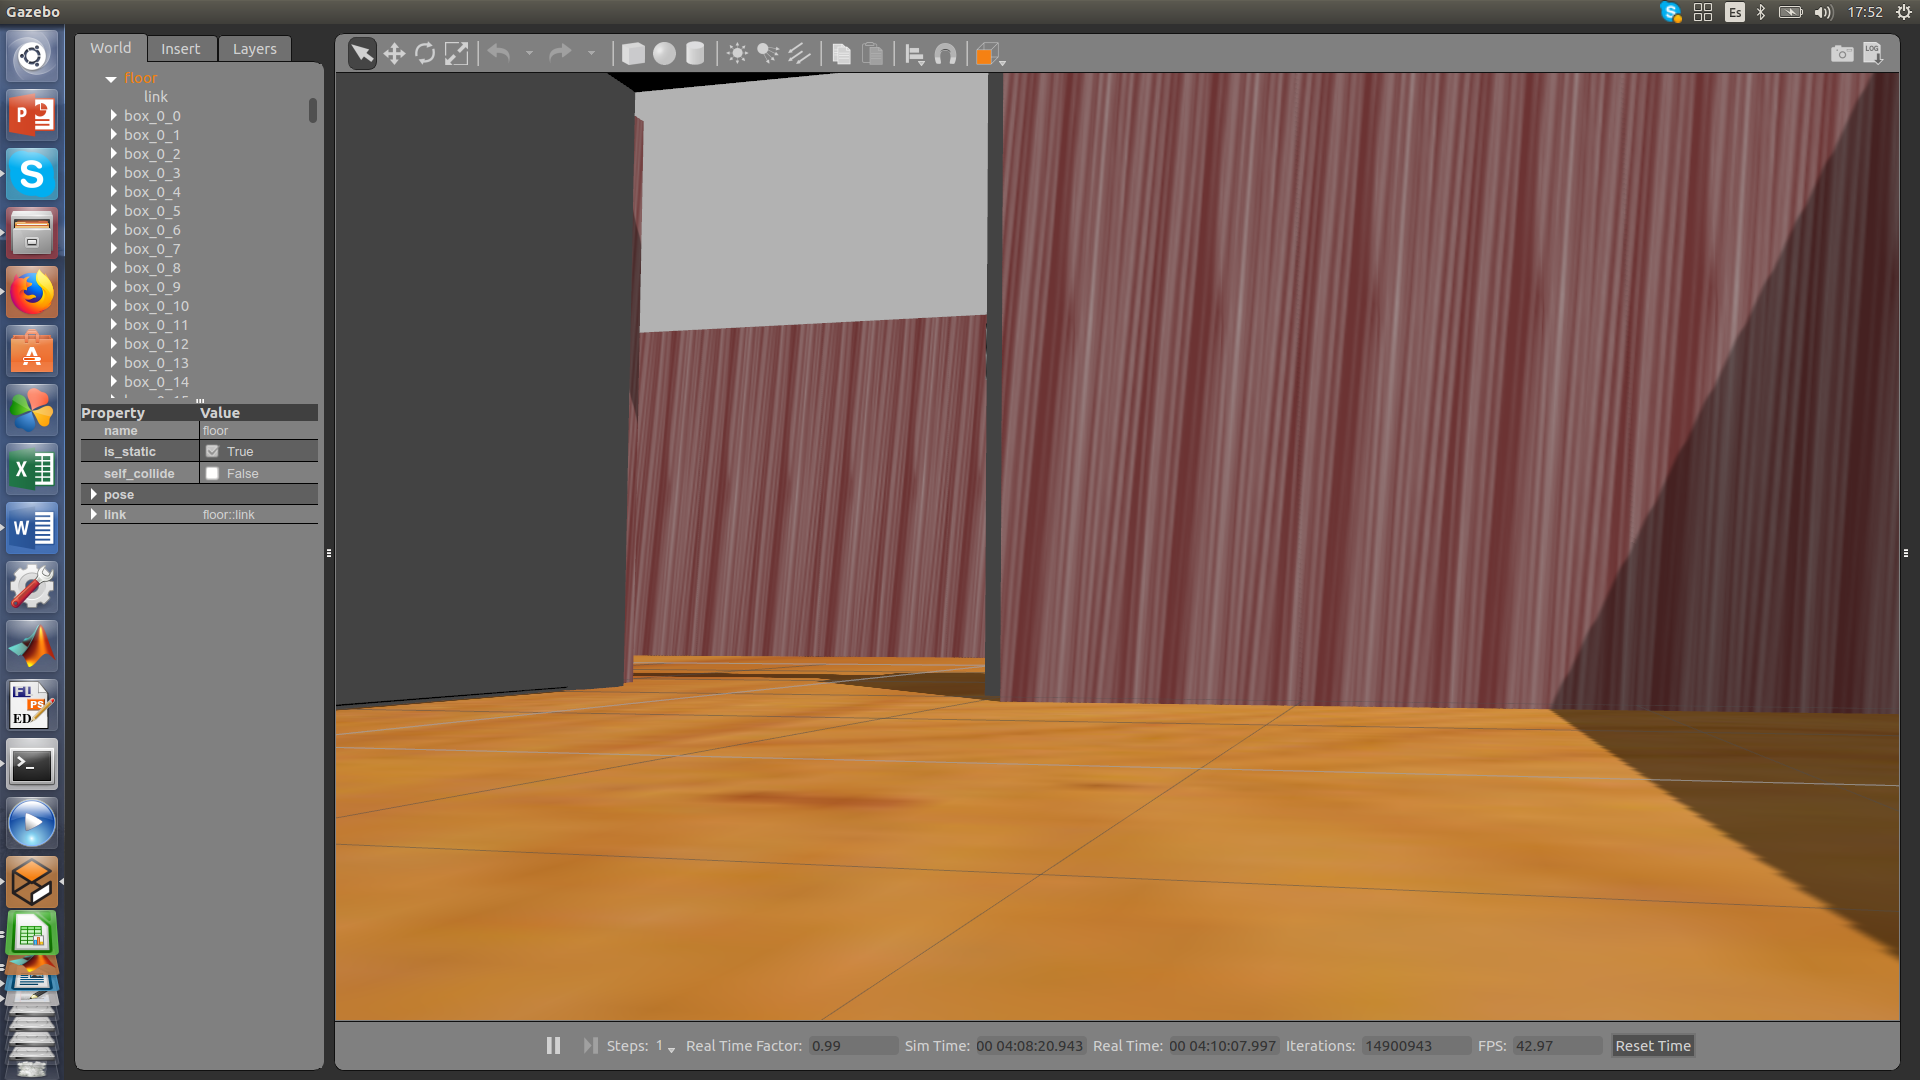 Gazebo
Es
17:52
World
Insert
Layers
LOG
floor
link
box_0_0
box_0_1
box_0_2
box_0_3
box_0_4
box_0_5
box_0_6
box_0_7
box_0_8
box_0_9
box_0_10
box_0_11
box_0_12
box_0_13
box_0_14
Property Value
name floor
is_static True
self_collide False
pose
link floor::link
Steps: 1
Real Time Factor: 0.99
Sim Time: 00 04:08:20.943
Real Time: 00 04:10:07.997
Iterations: 14900943
FPS: 42.97
Reset Time